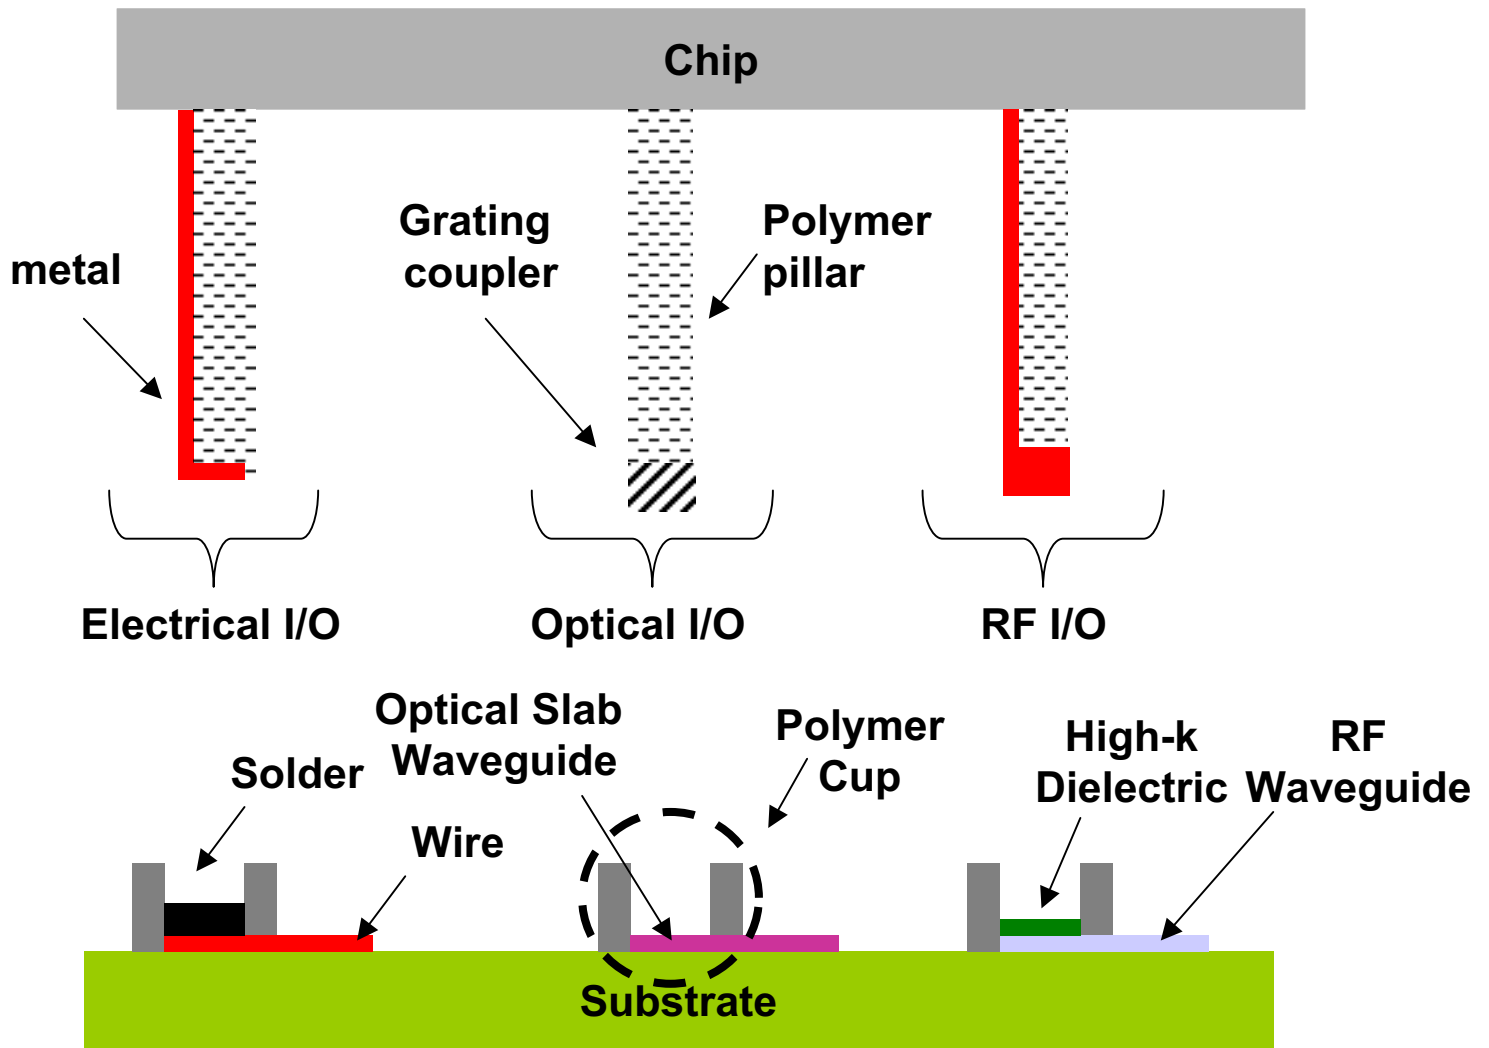 Chip
metal
Grating
coupler
Polymer
pillar
Electrical I/O
Optical I/O
RF I/O
Solder
Optical Slab
Waveguide
Wire
Polymer
Cup
High-k
Dielectric
RF
Waveguide
Substrate